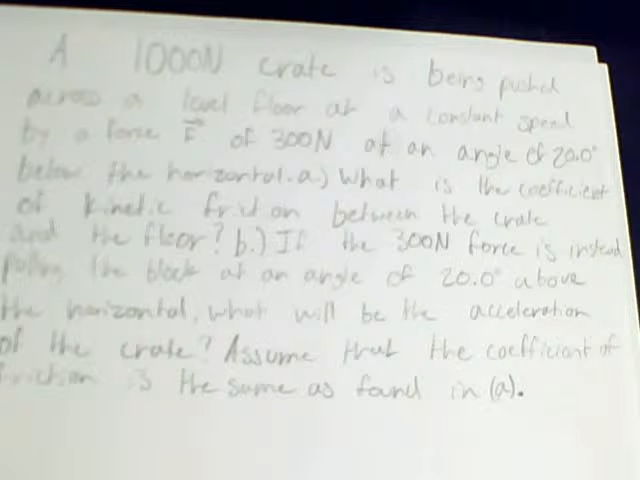 A 1000N crate is being pushed
across a level floor at a constant speed
by a force F of 300N at an angle of 20.0°
below the horizontal. a.) What is the coefficient
of kinetic friction between the crate
and the floor? b.) If the 300N force is instead
pulling the block at an angle of 20.0° above
the horizontal, what will be the acceleration
of the crate? Assume that the coefficient of
friction is the same as found in (a).